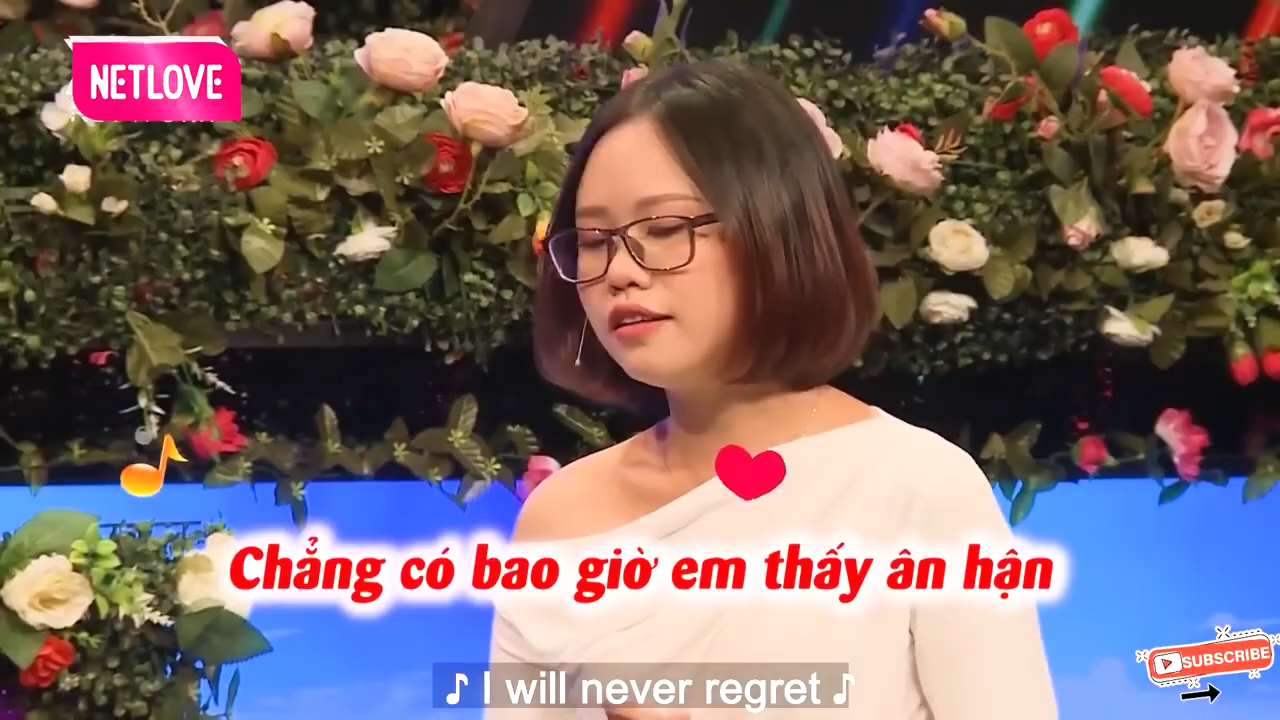 NETLOVE
Chẳng có bao giờ em thấy ân hận
♪ I will never regret ♪
SUBSCRIBE